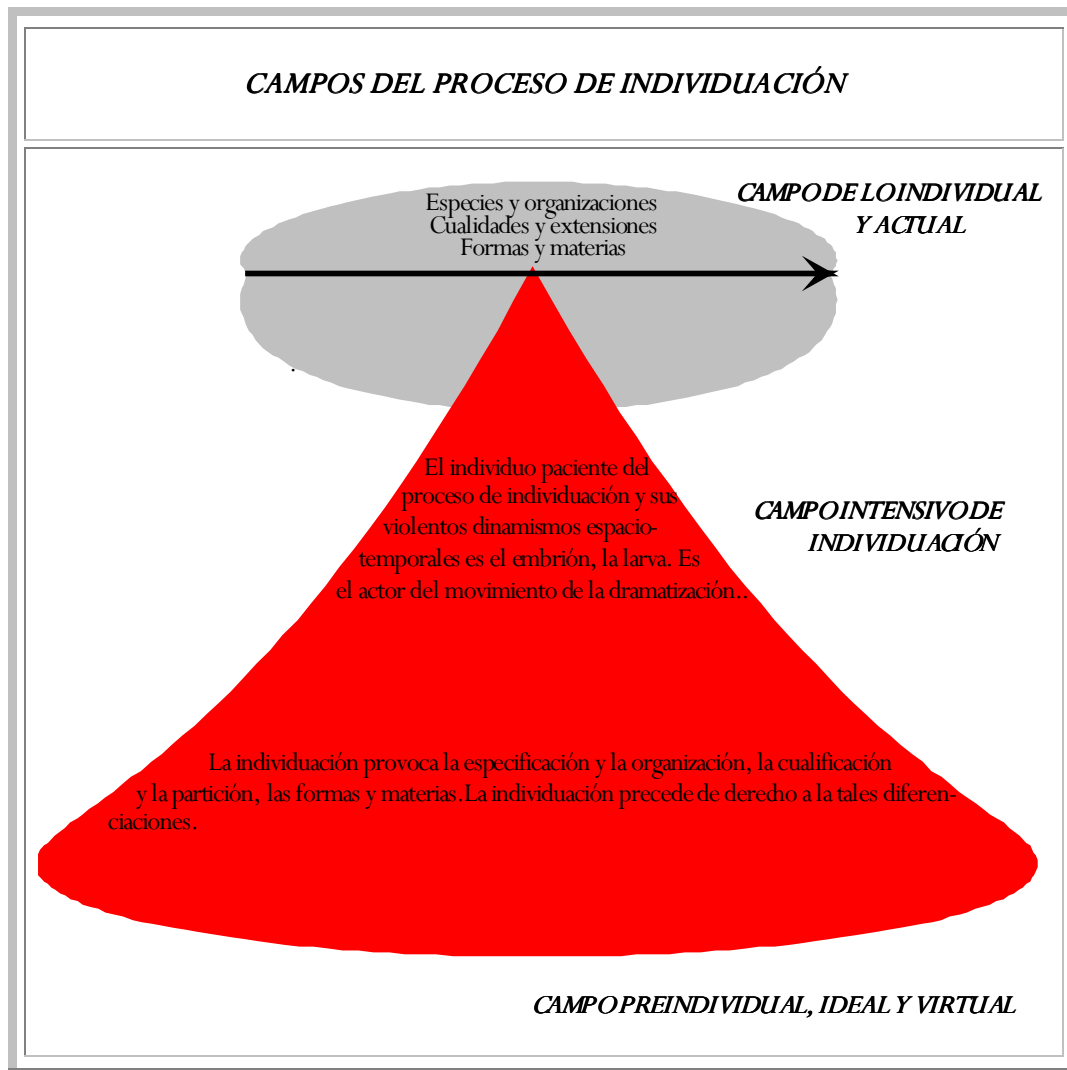 CAMPOS DEL PROCESO DE INDIVIDUACIÓN
Especies y organizaciones
Cualidades y extensiones
Formas y materias
CAMPO DE LO INDIVIDUAL
Y ACTUAL
.
El individuo paciente del
proceso de individuación y sus
violentos dinamismos espacio-
temporales es el embrión, la larva. Es
el actor del movimiento de la dramatización..
CAMPO INTENSIVO DE
INDIVIDUACIÓN
La individuación provoca la especificación y la organización, la cualificación
y la partición, las formas y materias.La individuación precede de derecho a la tales diferen-
ciaciones.
CAMPO PREINDIVIDUAL, IDEAL Y VIRTUAL